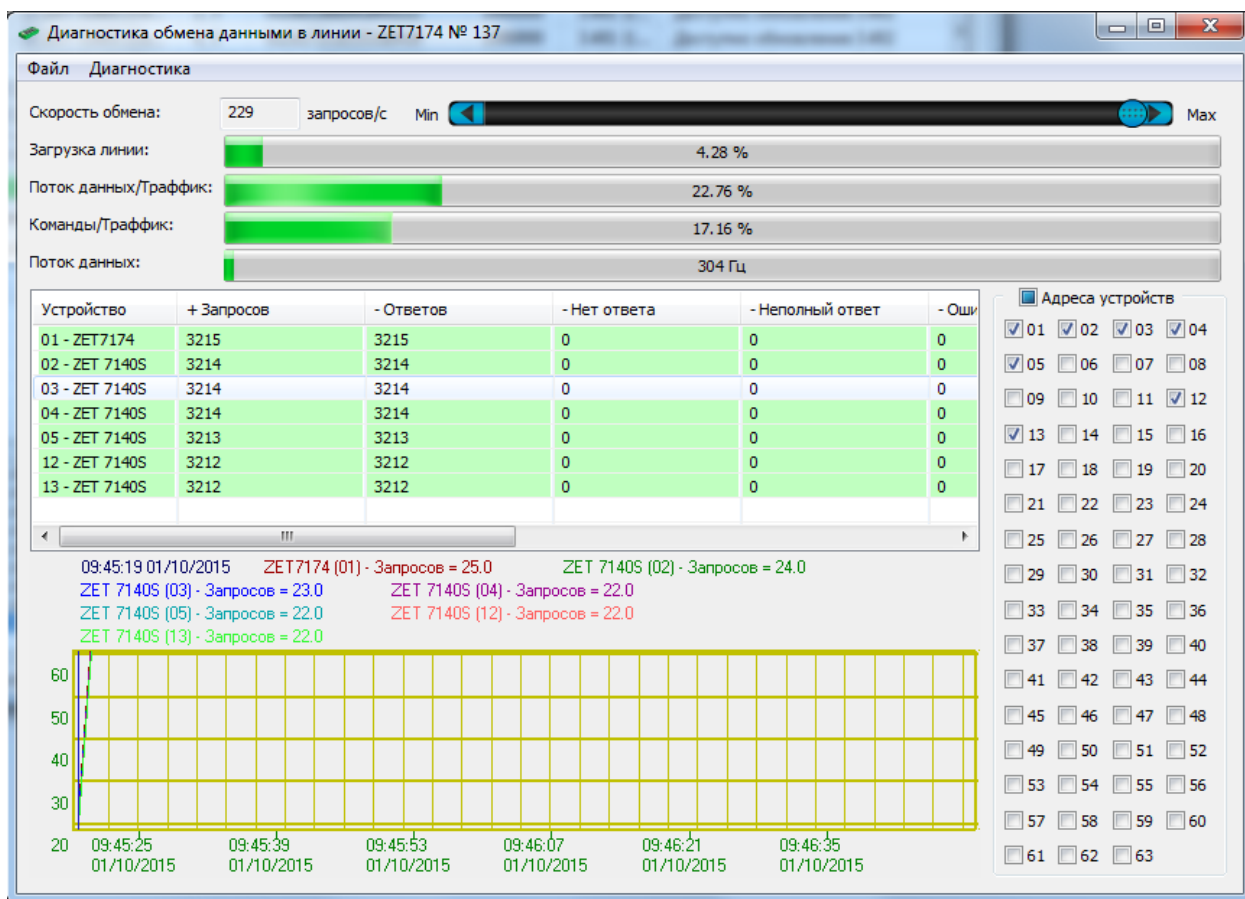 Диагностика обмена данными в линии - ZET7174 № 137
Файл Диагностика
Скорость обмена: 229 запросов/с Min Max
Загрузка линии: 4.28 %
Поток данных/Траффик: 22.76 %
Команды/Траффик: 17.16 %
Поток данных: 304 Гц
Устройство + Запросов - Ответов - Нет ответа - Неполный ответ - Оши
01 - ZET7174 3215 3215 0 0 0
02 - ZET 7140S 3214 3214 0 0 0
03 - ZET 7140S 3214 3214 0 0 0
04 - ZET 7140S 3214 3214 0 0 0
05 - ZET 7140S 3213 3213 0 0 0
12 - ZET 7140S 3212 3212 0 0 0
13 - ZET 7140S 3212 3212 0 0 0
09:45:19 01/10/2015 ZET7174 (01) - Запросов = 25.0 ZET 7140S (02) - Запросов = 24.0
ZET 7140S (03) - Запросов = 23.0 ZET 7140S (04) - Запросов = 22.0
ZET 7140S (05) - Запросов = 22.0 ZET 7140S (12) - Запросов = 22.0
ZET 7140S (13) - Запросов = 22.0
60
50
40
30
20 09:45:25 09:45:39 09:45:53 09:46:07 09:46:21 09:46:35
01/10/2015 01/10/2015 01/10/2015 01/10/2015 01/10/2015 01/10/2015
Адреса устройств
01 02 03 04
05 06 07 08
09 10 11 12
13 14 15 16
17 18 19 20
21 22 23 24
25 26 27 28
29 30 31 32
33 34 35 36
37 38 39 40
41 42 43 44
45 46 47 48
49 50 51 52
53 54 55 56
57 58 59 60
61 62 63